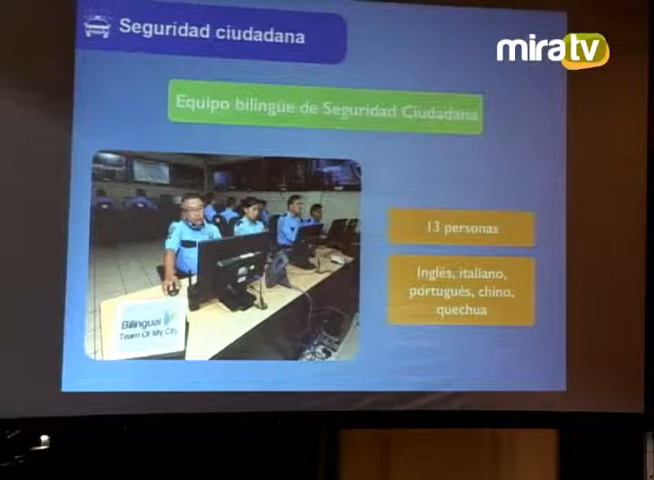 Seguridad ciudadana
miratv
Equipo bilingüe de Seguridad Ciudadana
13 personas
Inglés, italiano,
portugués, chino,
quechua
Bilingual
Team Of My City